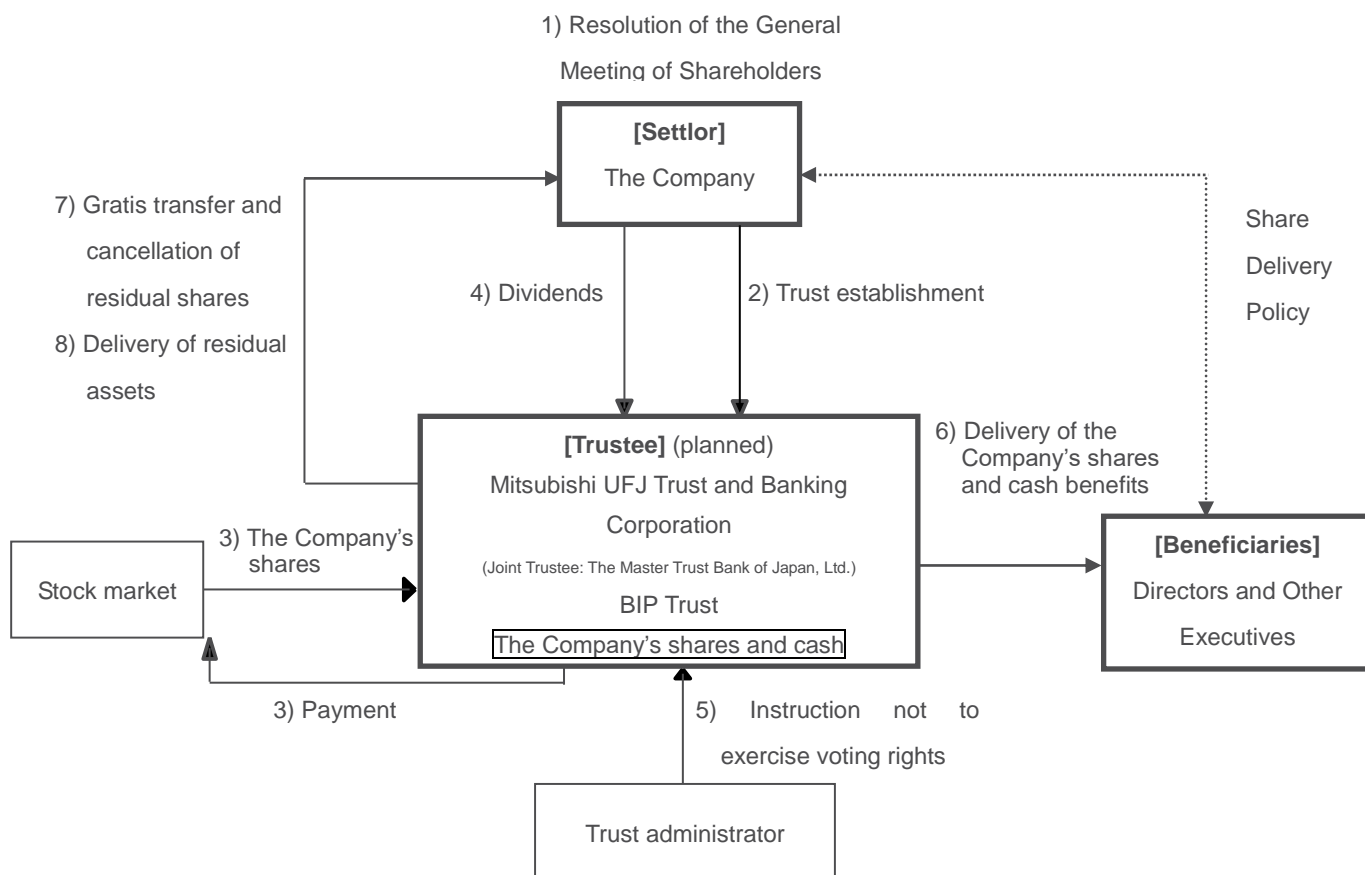 1) Resolution of the General
Meeting of Shareholders
[Settlor]
The Company
7) Gratis transfer and
cancellation of
residual shares
8) Delivery of residual
assets
4) Dividends
2) Trust establishment
Share
Delivery
Policy
[Trustee] (planned)
Mitsubishi UFJ Trust and Banking
Corporation
(Joint Trustee: The Master Trust Bank of Japan, Ltd.)
BIP Trust
The Company's shares and cash
6) Delivery of the
Company's shares
and cash benefits
3) The Company's
shares
Stock market
[Beneficiaries]
Directors and Other
Executives
3) Payment
5) Instruction not to
exercise voting rights
Trust administrator